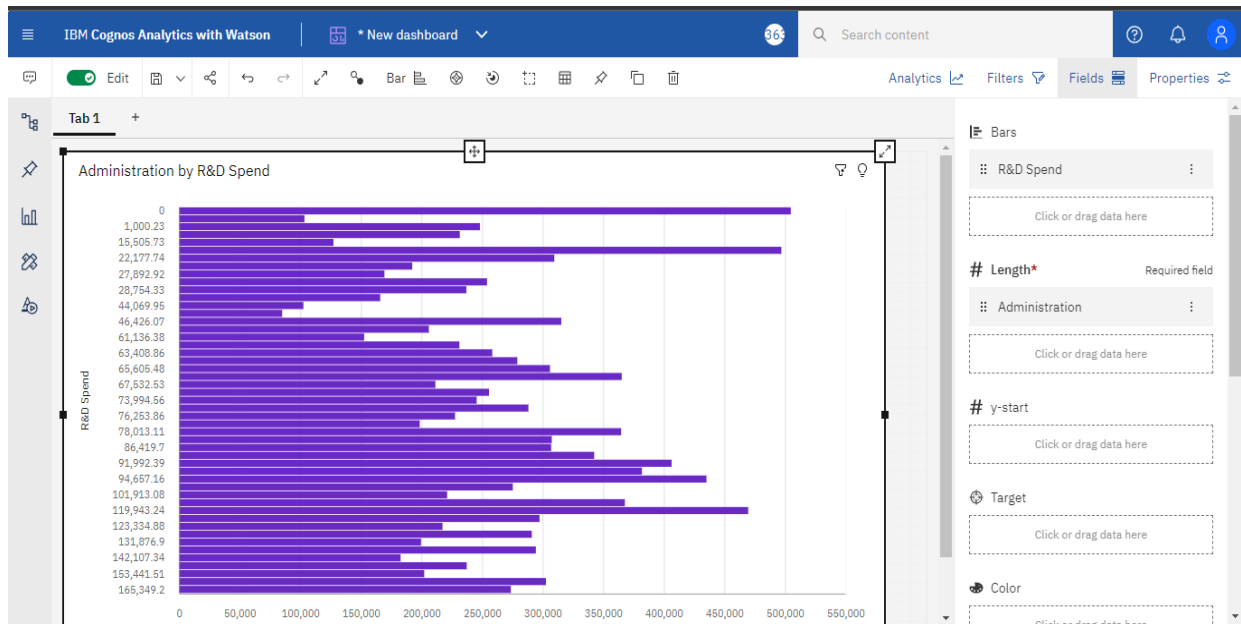 IBM Cognos Analytics with Watson
* New dashboard
363
Search content
Edit
Bar
Analytics
Filters
Fields
Properties
Tab 1
+
Administration by R&D Spend
R&D Spend
0
1,000.23
15,505.73
22,177.74
27,892.92
28,754.33
44,069.95
46,426.07
61,136.38
63,408.86
65,605.48
67,532.53
73,994.56
76,253.86
78,013.11
86,419.7
91,992.39
94,657.16
101,913.08
119,943.24
123,334.88
131,876.9
142,107.34
153,441.51
165,349.2
0 50,000 100,000 150,000 200,000 250,000 300,000 350,000 400,000 450,000 500,000 550,000
Bars
R&D Spend
Click or drag data here
# Length* Required field
Administration
Click or drag data here
# y-start
Click or drag data here
Target
Click or drag data here
Color
Click or drag data here